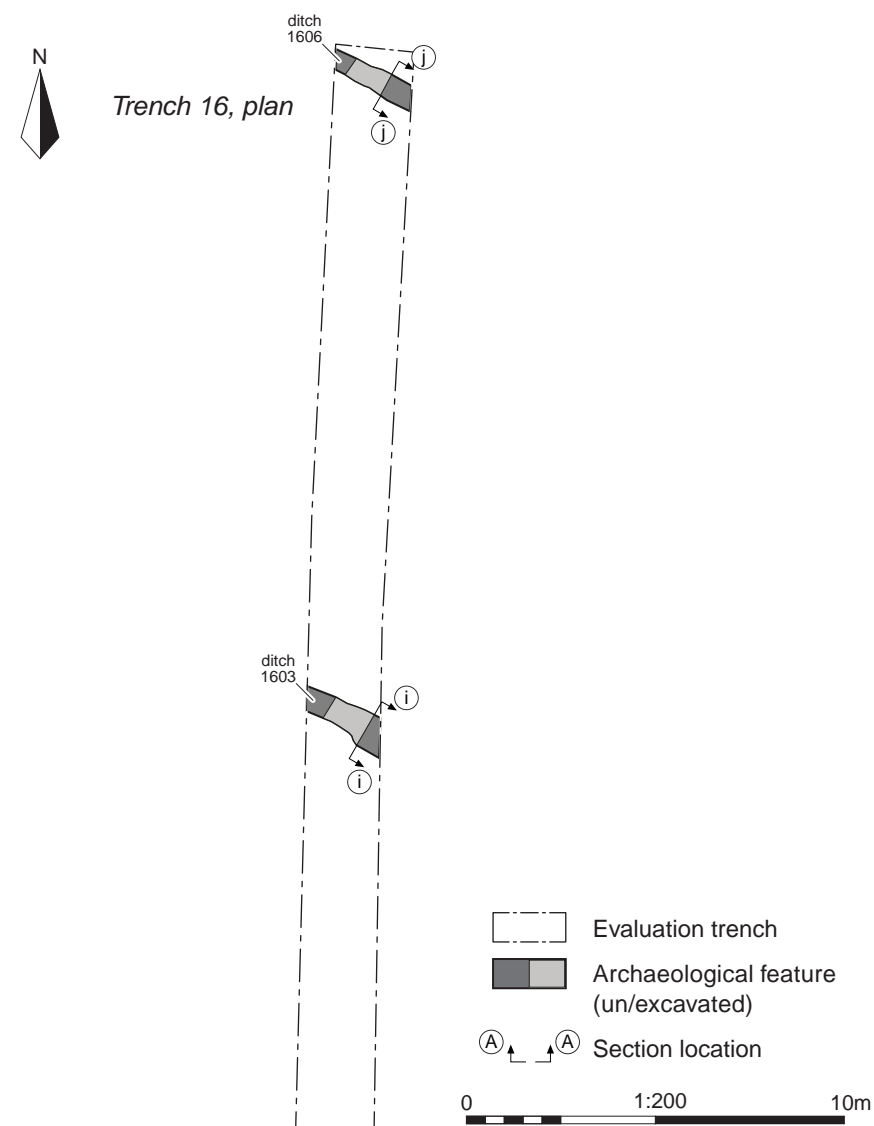 ditch
1606
N
j
Trench 16, plan
j
ditch
1603
i
i
Evaluation trench
Archaeological feature
(un/excavated)
A A Section location
0 1:200 10m